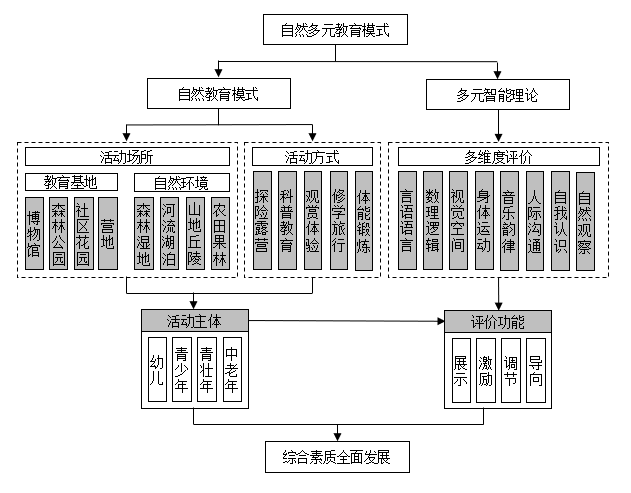 自然多元教育模式
自然教育模式
多元智能理论
活动场所
教育基地
自然环境
博物馆
森林公园
社区花园
营地
森林湿地
河流湖泊
山地丘陵
农田果林
活动方式
探险露营
科普教育
观赏体验
修学旅行
体能锻炼
多维度评价
言语语言
数理逻辑
视觉空间
身体运动
音乐韵律
人际沟通
自我认识
自然观察
活动主体
幼儿
青少年
青壮年
中老年
评价功能
展示
激励
调节
导向
综合素质全面发展